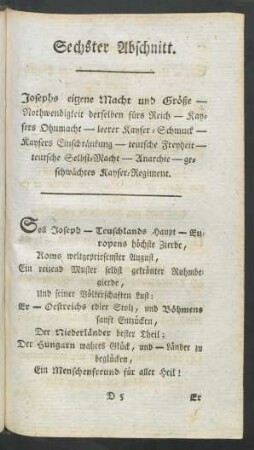 Sechster Abschnitt.
Josephs eigene Macht und Größe —
Nothwendigkeit derselben fürs Reich — Kay-
sers Ohnmacht — leerer Kayser-Schmuck —
Kaysers Einschränkung — teutsche Freyheit —
teutsche Selbst-Macht — Anarchie — ge-
schwächtes Kayser-Regiment.
Soll Joseph — Teuschlands Haupt — Eu-
ropens höchste Zierde,
Roms weltgepriesenster August,
Ein reitzend Muster selbst gekrönter Ruhmbe-
gierde,
Und seiner Völkerschaften Lust:
Er — Oestreichs edler Stolz, und Böhmens
sanft Entzücken,
Der Niederländer bester Theil;
Der Hungarn wahres Glück, und — Länder zu
beglücken,
Ein Menschenfreund für aller Heil!
D 5 Er